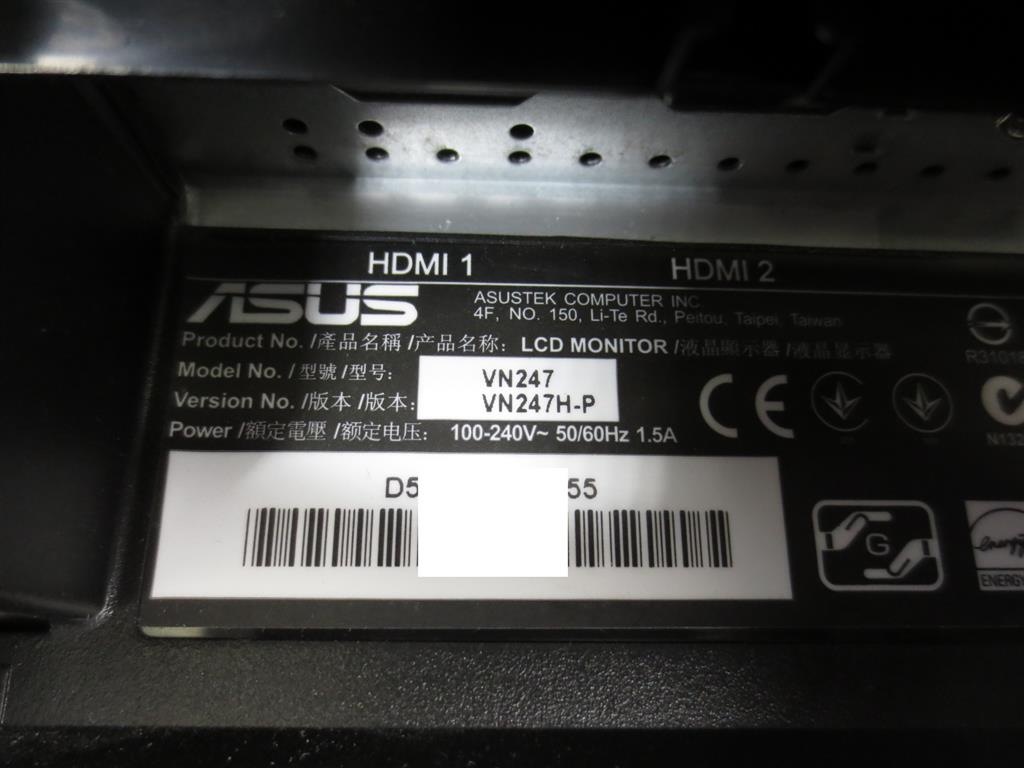 HDMI 1 HDMI 2
ASUS
ASUSTEK COMPUTER INC.
4F, NO. 150, Li-Te Rd., Peitou, Taipei, Taiwan
Product No. /產品名稱 /产品名称: LCD MONITOR /液晶顯示器 /液晶显示器
Model No. /型號 /型号: VN247
Version No. /版本 /版本: VN247H-P
Power /額定電壓 /额定电压: 100-240V~ 50/60Hz 1.5A
CE
N132
D5 55
G
energy
ENERGY